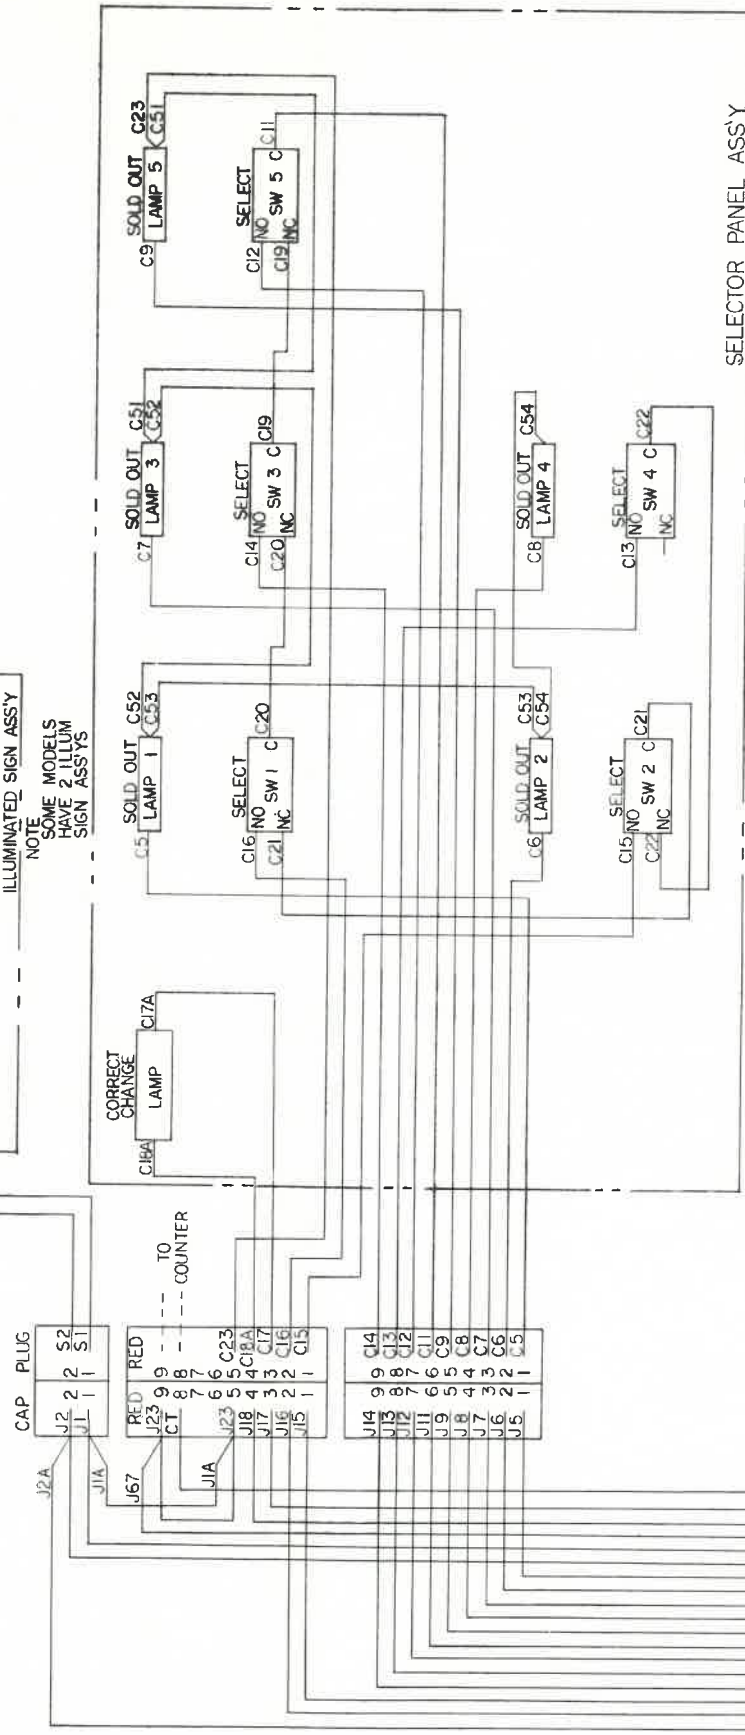 ILLUMINATED SIGN ASS'Y
NOTE
SOME MODELS
HAVE 2 ILLUM
SIGN ASS'YS
SELECTOR PANEL ASS'Y
CAP PLUG
J2 2 2 S2
J1 1 1 S1
J2A
J1A
J67
J1A
RED RED
J23 9 9
CT 8 8
7 7
6 6
J23 5 5 C23
J18 4 4 C18A
J17 3 3 C17
J16 2 2 C16
J15 1 1 C15
TO
COUNTER
J14 9 9 C14
J13 8 8 C13
J12 7 7 C12
J11 6 6 C11
J9 5 5 C9
J8 4 4 C8
J7 3 3 C7
J6 2 2 C6
J5 1 1 C5
CORRECT
CHANGE
LAMP
C18A
C17A
SOLD OUT
LAMP 1
C5
C52
C53
SELECT
SW 1
C16 NO
C21 NC
C C20
SOLD OUT
LAMP 3
C7
C51
C52
SELECT
SW 3
C14 NO
C20 NC
C C19
SOLD OUT
LAMP 5
C9
C23
C51
SELECT
SW 5
C12 NO
C19 NC
C C11
SOLD OUT
LAMP 2
C6
C53
C54
SELECT
SW 2
C15 NO
C22 NC
C C21
SOLD OUT
LAMP 4
C8
C54
SELECT
SW 4
C13 NO
NC
C C22